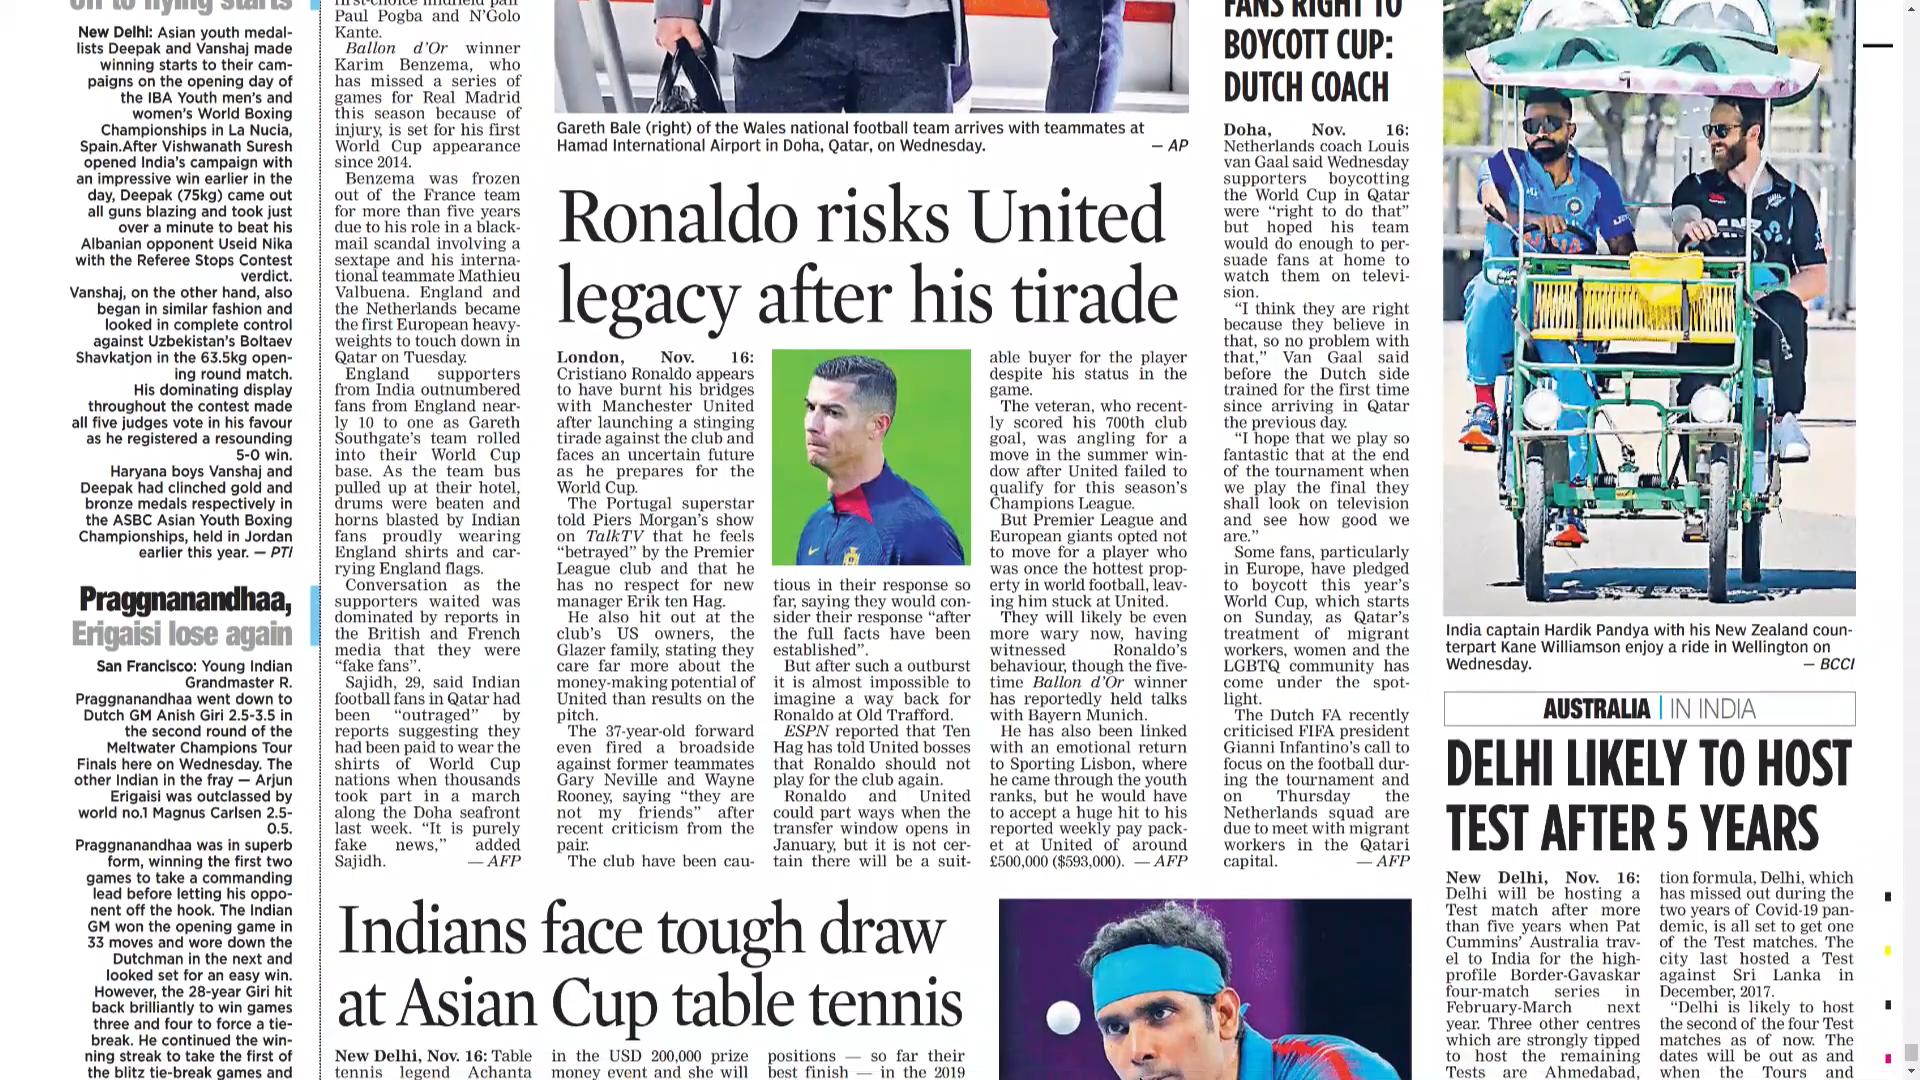 off to flying starts
New Delhi: Asian youth medal-
lists Deepak and Vanshaj made
winning starts to their cam-
paigns on the opening day of
the IBA Youth men's and
women's World Boxing
Championships in La Nucia,
Spain.After Vishwanath Suresh
opened India's campaign with
an impressive win earlier in the
day, Deepak (75kg) came out
all guns blazing and took just
over a minute to beat his
Albanian opponent Useid Nika
with the Referee Stops Contest
verdict.
Vanshaj, on the other hand, also
began in similar fashion and
looked in complete control
against Uzbekistan's Boltaev
Shavkatjon in the 63.5kg open-
ing round match.
His dominating display
throughout the contest made
all five judges vote in his favour
as he registered a resounding
5-0 win.
Haryana boys Vanshaj and
Deepak had clinched gold and
bronze medals respectively in
the ASBC Asian Youth Boxing
Championships, held in Jordan
earlier this year. — PTI
Praggnanandhaa,
Erigaisi lose again
San Francisco: Young Indian
Grandmaster R.
Praggnanandhaa went down to
Dutch GM Anish Giri 2.5-3.5 in
the second round of the
Meltwater Champions Tour
Finals here on Wednesday. The
other Indian in the fray — Arjun
Erigaisi was outclassed by
world no.1 Magnus Carlsen 2.5-
0.5.
Praggnanandhaa was in superb
form, winning the first two
games to take a commanding
lead before letting his oppo-
nent off the hook. The Indian
GM won the opening game in
33 moves and wore down the
Dutchman in the next and
looked set for an easy win.
However, the 28-year Giri hit
back brilliantly to win games
three and four to force a tie-
break. He continued the win-
ning streak to take the first of
the blitz tie-break games and
first-choice midfield pair
Paul Pogba and N'Golo
Kante.
Ballon d'Or winner
Karim Benzema, who
has missed a series of
games for Real Madrid
this season because of
injury, is set for his first
World Cup appearance
since 2014.
Benzema was frozen
out of the France team
for more than five years
due to his role in a black-
mail scandal involving a
sextape and his interna-
tional teammate Mathieu
Valbuena. England and
the Netherlands became
the first European heavy-
weights to touch down in
Qatar on Tuesday.
England supporters
from India outnumbered
fans from England near-
ly 10 to one as Gareth
Southgate's team rolled
into their World Cup
base. As the team bus
pulled up at their hotel,
drums were beaten and
horns blasted by Indian
fans proudly wearing
England shirts and car-
rying England flags.
Conversation as the
supporters waited was
dominated by reports in
the British and French
media that they were
"fake fans".
Sajidh, 29, said Indian
football fans in Qatar had
been "outraged" by
reports suggesting they
had been paid to wear the
shirts of World Cup
nations when thousands
took part in a march
along the Doha seafront
last week. "It is purely
fake news," added
Sajidh. — AFP
Gareth Bale (right) of the Wales national football team arrives with teammates at
Hamad International Airport in Doha, Qatar, on Wednesday. — AP
Ronaldo risks United
legacy after his tirade
London, Nov. 16:
Cristiano Ronaldo appears
to have burnt his bridges
with Manchester United
after launching a stinging
tirade against the club and
faces an uncertain future
as he prepares for the
World Cup.
The Portugal superstar
told Piers Morgan's show
on TalkTV that he feels
"betrayed" by the Premier
League club and that he
has no respect for new
manager Erik ten Hag.
He also hit out at the
club's US owners, the
Glazer family, stating they
care far more about the
money-making potential of
United than results on the
pitch.
The 37-year-old forward
even fired a broadside
against former teammates
Gary Neville and Wayne
Rooney, saying "they are
not my friends" after
recent criticism from the
pair.
The club have been cau-
tious in their response so
far, saying they would con-
sider their response "after
the full facts have been
established".
But after such a outburst
it is almost impossible to
imagine a way back for
Ronaldo at Old Trafford.
ESPN reported that Ten
Hag has told United bosses
that Ronaldo should not
play for the club again.
Ronaldo and United
could part ways when the
transfer window opens in
January, but it is not cer-
tain there will be a suit-
able buyer for the player
despite his status in the
game.
The veteran, who recent-
ly scored his 700th club
goal, was angling for a
move in the summer win-
dow after United failed to
qualify for this season's
Champions League.
But Premier League and
European giants opted not
to move for a player who
was once the hottest prop-
erty in world football, leav-
ing him stuck at United.
They will likely be even
more wary now, having
witnessed Ronaldo's
behaviour, though the five-
time Ballon d'Or winner
has reportedly held talks
with Bayern Munich.
He has also been linked
with an emotional return
to Sporting Lisbon, where
he came through the youth
ranks, but he would have
to accept a huge hit to his
reported weekly pay pack-
et at United of around
£500,000 ($593,000). — AFP
FANS RIGHT TO
BOYCOTT CUP:
DUTCH COACH
Doha, Nov. 16:
Netherlands coach Louis
van Gaal said Wednesday
supporters boycotting
the World Cup in Qatar
were "right to do that"
but hoped his team
would do enough to per-
suade fans at home to
watch them on televi-
sion.
"I think they are right
because they believe in
that, so no problem with
that," Van Gaal said
before the Dutch side
trained for the first time
since arriving in Qatar
the previous day.
"I hope that we play so
fantastic that at the end
of the tournament when
we play the final they
shall look on television
and see how good we
are."
Some fans, particularly
in Europe, have pledged
to boycott this year's
World Cup, which starts
on Sunday, as Qatar's
treatment of migrant
workers, women and the
LGBTQ community has
come under the spot-
light.
The Dutch FA recently
criticised FIFA president
Gianni Infantino's call to
focus on the football dur-
ing the tournament and
on Thursday the
Netherlands squad are
due to meet with migrant
workers in the Qatari
capital. — AFP
India captain Hardik Pandya with his New Zealand coun-
terpart Kane Williamson enjoy a ride in Wellington on
Wednesday. — BCCI
AUSTRALIA | IN INDIA
DELHI LIKELY TO HOST
TEST AFTER 5 YEARS
New Delhi, Nov. 16:
Delhi will be hosting a
Test match after more
than five years when Pat
Cummins' Australia trav-
el to India for the high-
profile Border-Gavaskar
four-match series in
February-March next
year. Three other centres
which are strongly tipped
to host the remaining
Tests are Ahmedabad,
tion formula, Delhi, which
has missed out during the
two years of Covid-19 pan-
demic, is all set to get one
of the Test matches. The
city last hosted a Test
against Sri Lanka in
December, 2017.
"Delhi is likely to host
the second of the four Test
matches as of now. The
dates will be out as and
when the Tours and
Indians face tough draw
at Asian Cup table tennis
New Delhi, Nov. 16: Table
tennis legend Achanta
in the USD 200,000 prize
money event and she will
positions — so far their
best finish — in the 2019